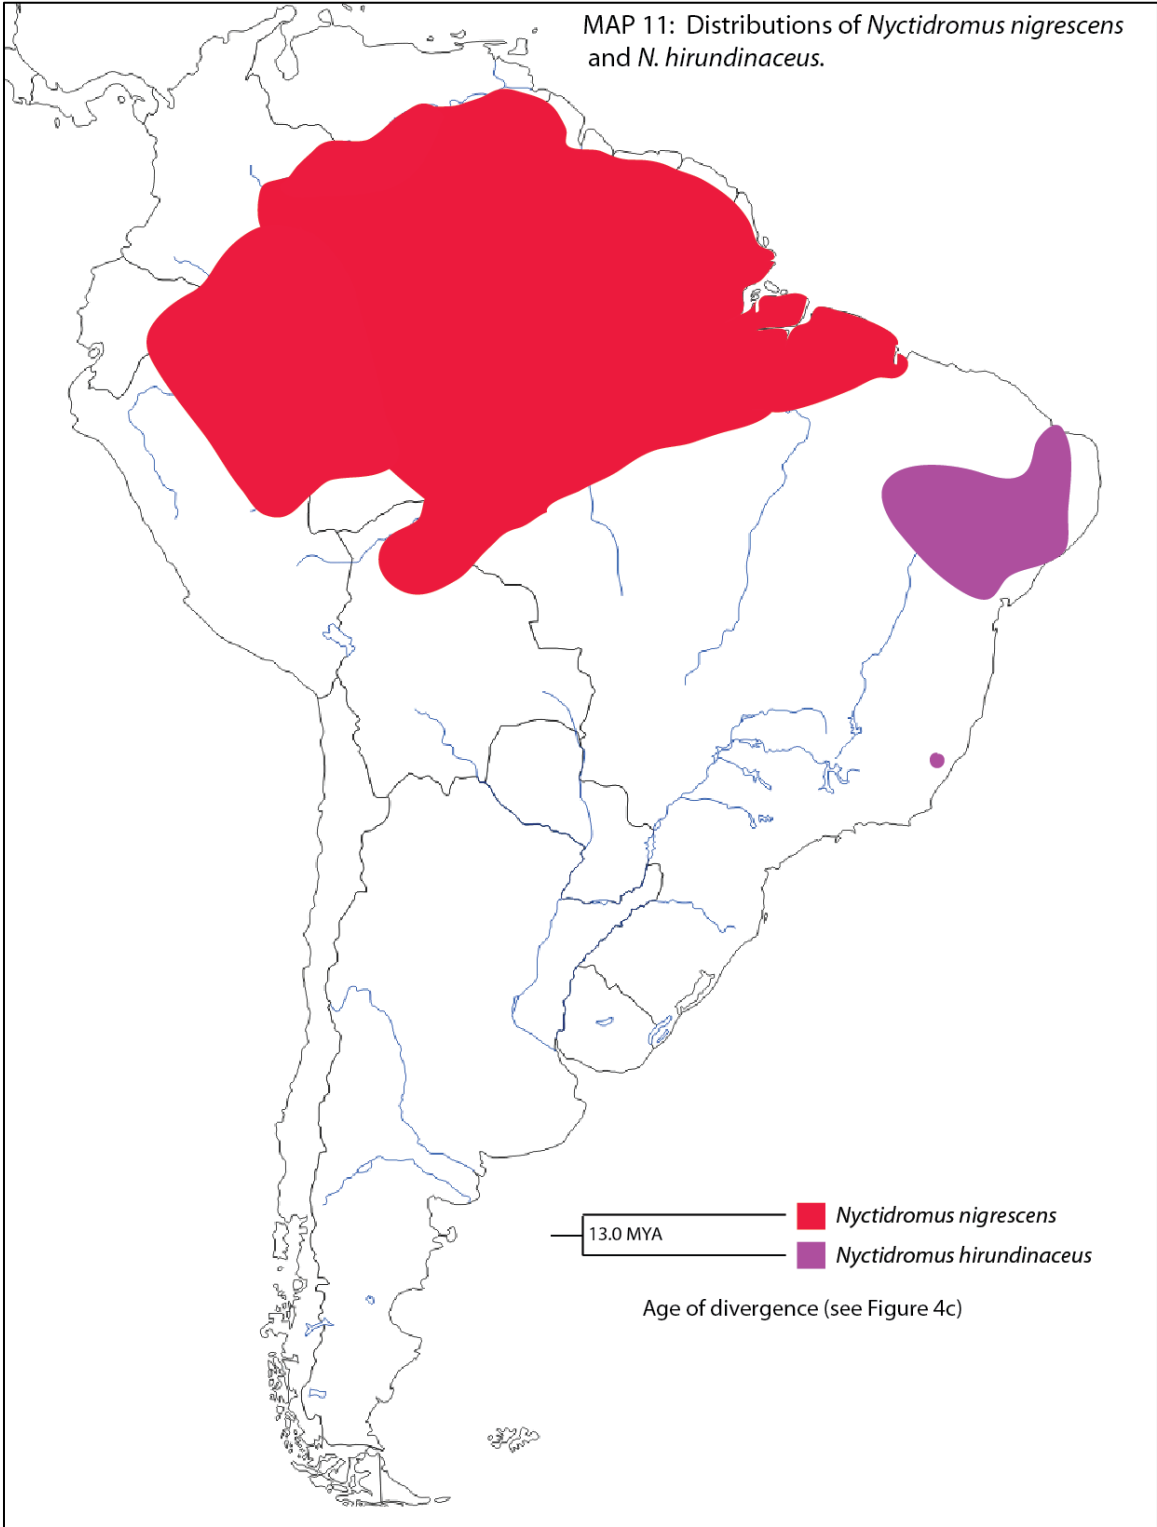 MAP 11: Distributions of Nyctidromus nigrescens
and N. hirundinaceus.
13.0 MYA
Nyctidromus nigrescens
Nyctidromus hirundinaceus
Age of divergence (see Figure 4c)